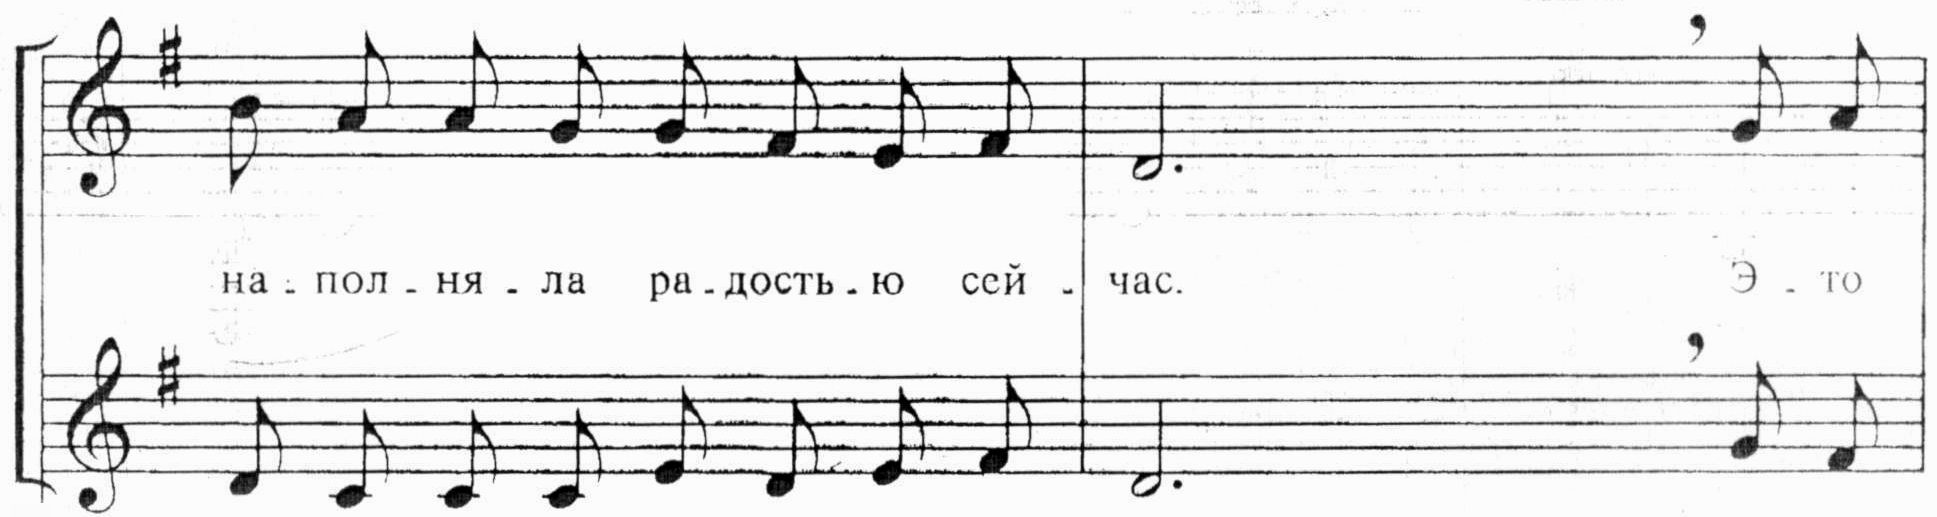 на - пол - ня - ла ра - дость - ю сей - час. Э - то